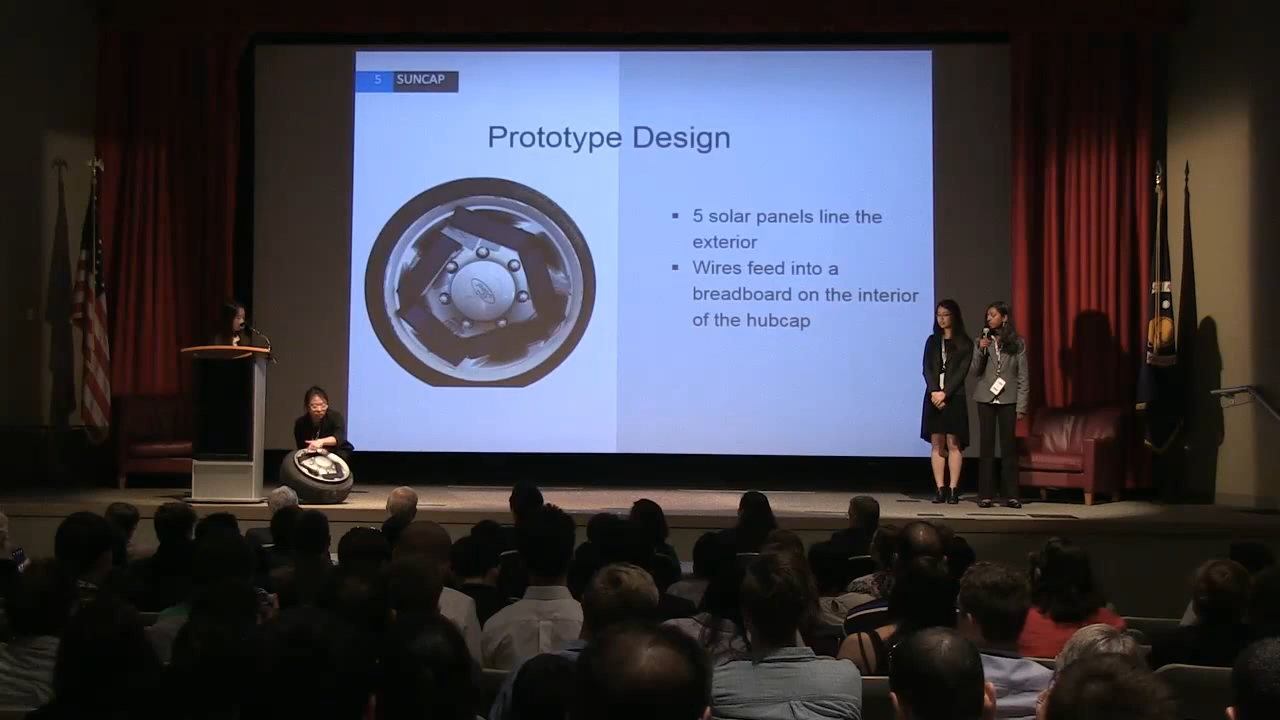 5 SUNCAP
Prototype Design
▪ 5 solar panels line the
exterior
▪ Wires feed into a
breadboard on the interior
of the hubcap